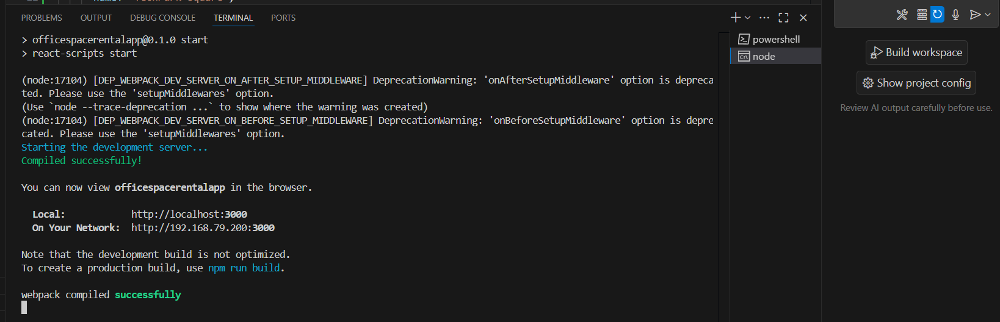 PROBLEMS OUTPUT DEBUG CONSOLE TERMINAL PORTS
> officespacerentalapp@0.1.0 start
> react-scripts start
(node:17104) [DEP_WEBPACK_DEV_SERVER_ON_AFTER_SETUP_MIDDLEWARE] DeprecationWarning: 'onAfterSetupMiddleware' option is depreca
ted. Please use the 'setupMiddlewares' option.
(Use `node --trace-deprecation ...` to show where the warning was created)
(node:17104) [DEP_WEBPACK_DEV_SERVER_ON_BEFORE_SETUP_MIDDLEWARE] DeprecationWarning: 'onBeforeSetupMiddleware' option is depre
cated. Please use the 'setupMiddlewares' option.
Starting the development server...
Compiled successfully!
You can now view officespacerentalapp in the browser.
Local: http://localhost:3000
On Your Network: http://192.168.79.200:3000
Note that the development build is not optimized.
To create a production build, use npm run build.
webpack compiled successfully
powershell
node
Build workspace
Show project config
Review AI output carefully before use.